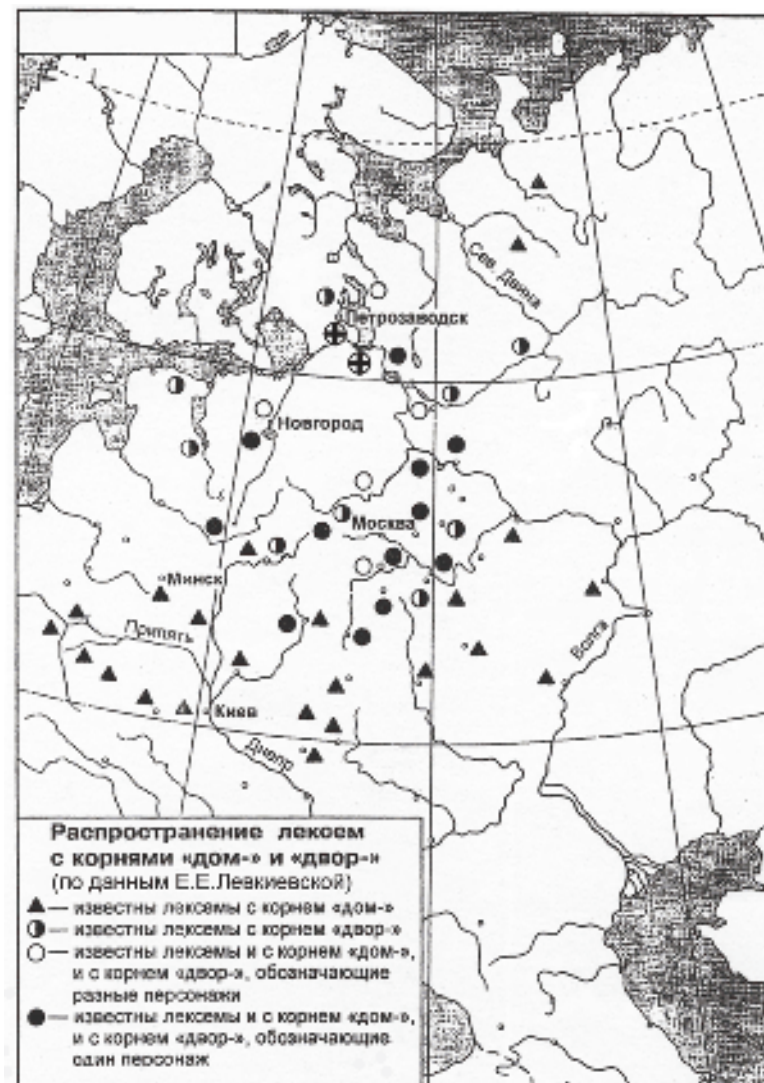 Сев. Двина
Петрозаводск
Новгород
Москва
Минск
Припять
Волга
Киев
Днепр
Распространение лексем
с корнями «дом-» и «двор-»
(по данным Е.Е.Левкиевской)
— известны лексемы с корнем «дом-»
— известны лексемы с корнем «двор-»
— известны лексемы и с корнем «дом-»,
и с корнем «двор-», обозначающие
разные персонажи
— известны лексемы и с корнем «дом-»,
и с корнем «двор-», обозначающие
один персонаж